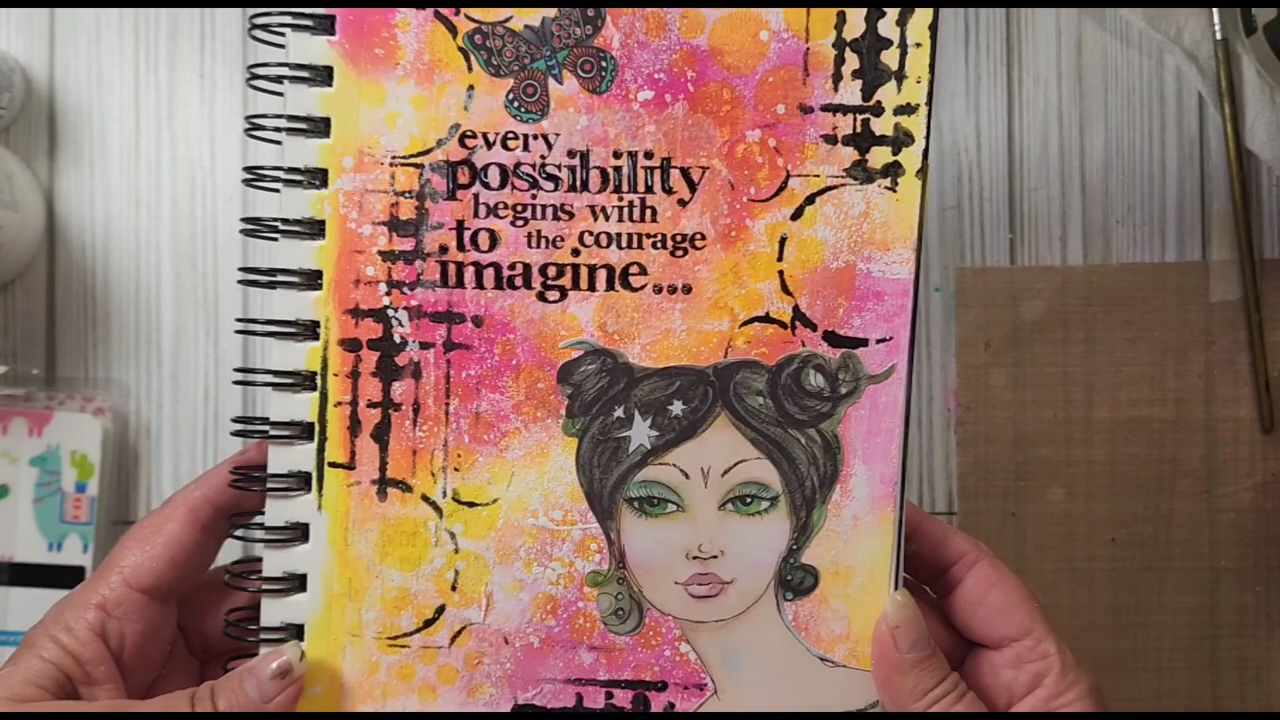 every
possibility
begins with
to the courage
imagine...